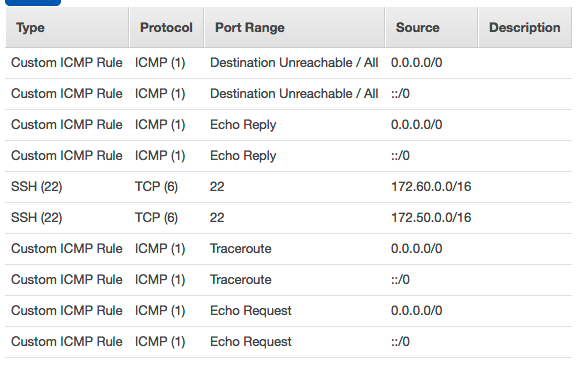 Type Protocol Port Range Source Description
Custom ICMP Rule ICMP (1) Destination Unreachable / All 0.0.0.0/0
Custom ICMP Rule ICMP (1) Destination Unreachable / All ::/0
Custom ICMP Rule ICMP (1) Echo Reply 0.0.0.0/0
Custom ICMP Rule ICMP (1) Echo Reply ::/0
SSH (22) TCP (6) 22 172.60.0.0/16
SSH (22) TCP (6) 22 172.50.0.0/16
Custom ICMP Rule ICMP (1) Traceroute 0.0.0.0/0
Custom ICMP Rule ICMP (1) Traceroute ::/0
Custom ICMP Rule ICMP (1) Echo Request 0.0.0.0/0
Custom ICMP Rule ICMP (1) Echo Request ::/0